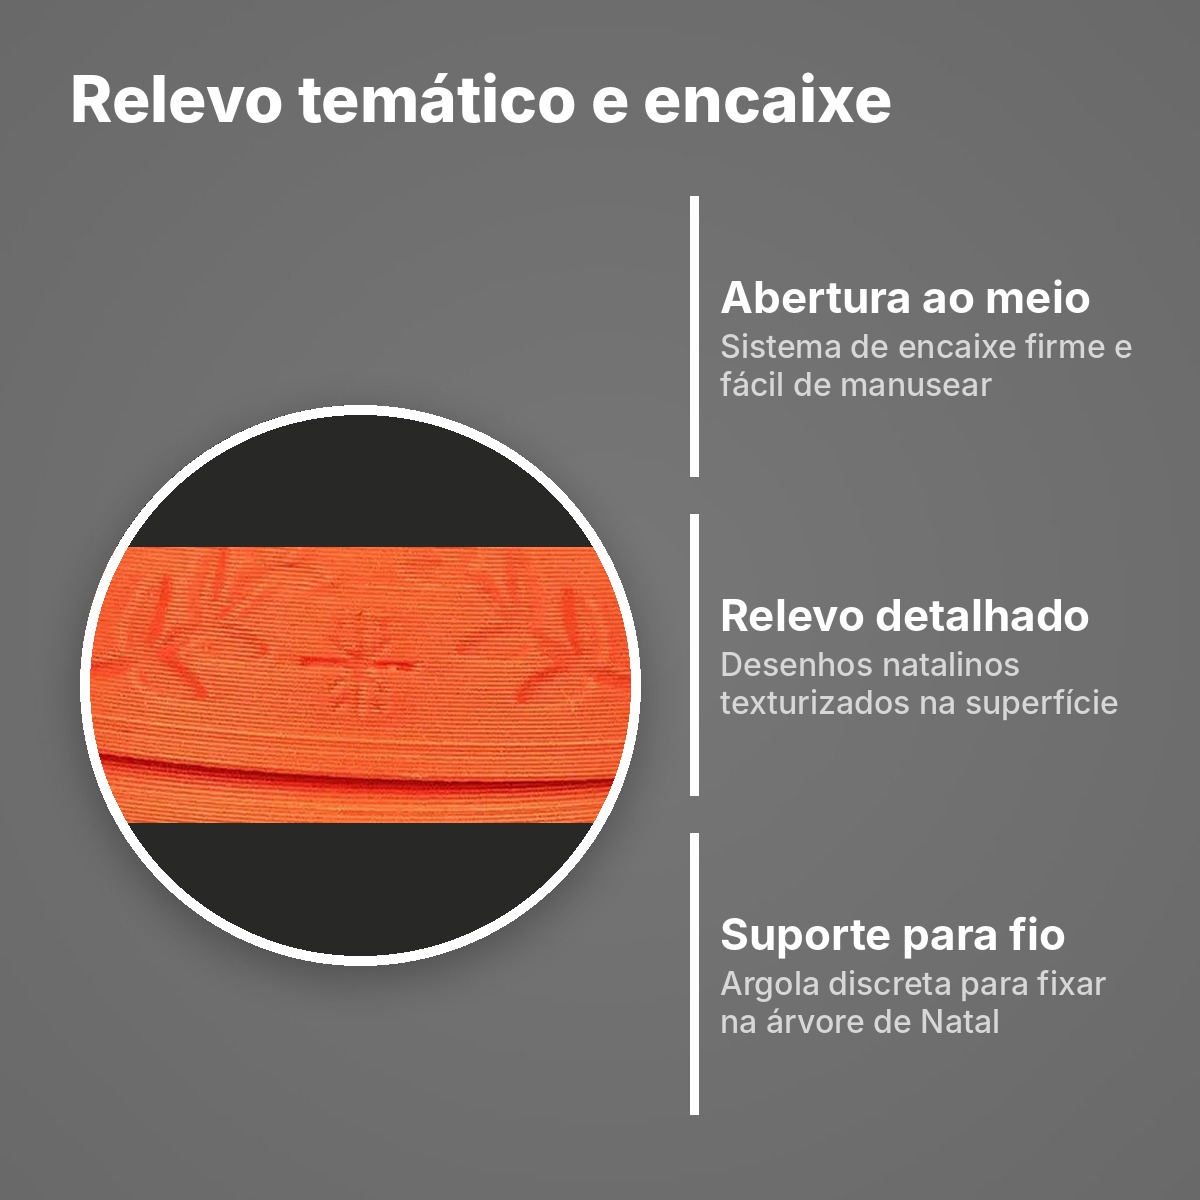 Relevo temático e encaixe
Abertura ao meio
Sistema de encaixe firme e
fácil de manusear
Relevo detalhado
Desenhos natalinos
texturizados na superfície
Suporte para fio
Argola discreta para fixar
na árvore de Natal